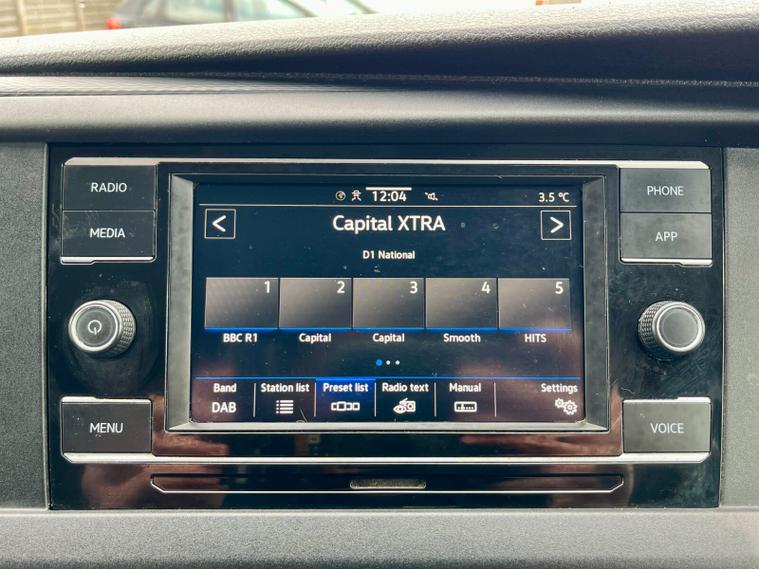 RADIO
MEDIA
MENU
12:04
3.5 °C
<
Capital XTRA
>
D1 National
1 2 3 4 5
BBC R1 Capital Capital Smooth HITS
Band Station list Preset list Radio text Manual Settings
DAB
PHONE
APP
VOICE